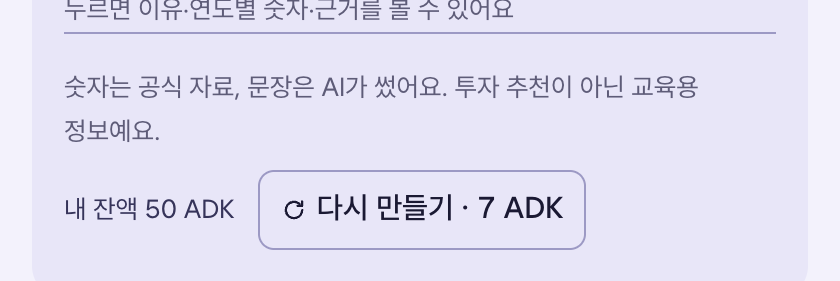 누르면 이유·연도별 숫자·근거를 볼 수 있어요
숫자는 공식 자료, 문장은 AI가 썼어요. 투자 추천이 아닌 교육용
정보예요.
내 잔액 50 ADK
다시 만들기 · 7 ADK